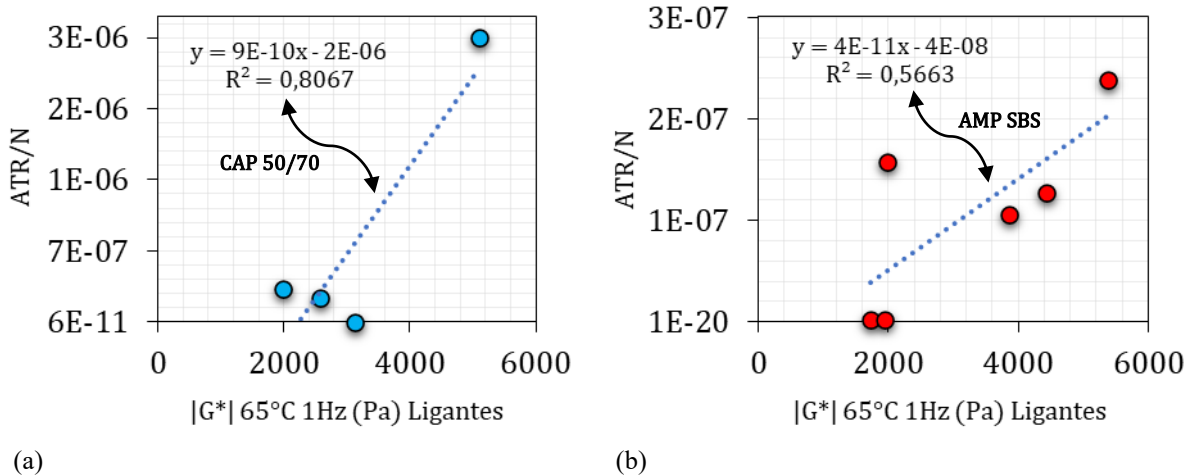 3E-06
2E-06
1E-06
7E-07
6E-11
ATR/N
y = 9E-10x - 2E-06
R² = 0,8067
CAP 50/70
0 2000 4000 6000
|G*| 65°C 1Hz (Pa) Ligantes
(a)
3E-07
2E-07
1E-07
1E-20
ATR/N
y = 4E-11x - 4E-08
R² = 0,5663
AMP SBS
0 2000 4000 6000
|G*| 65°C 1Hz (Pa) Ligantes
(b)